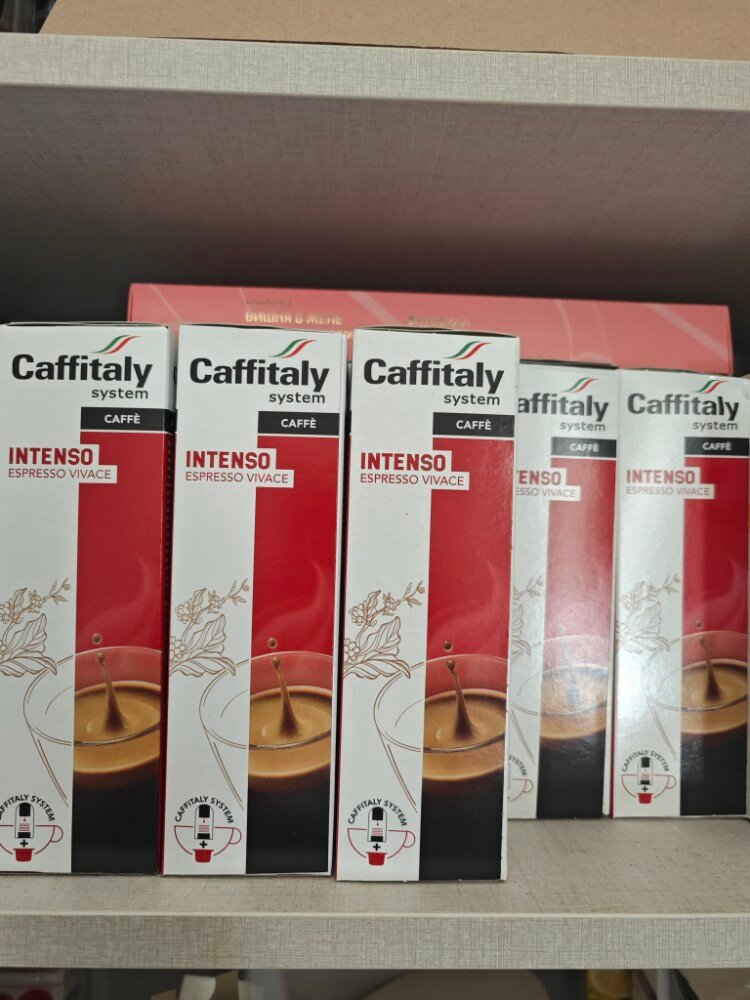 ВИШНЯ В ЖЕЛЕ
Caffitaly
system
CAFFÈ
INTENSO
ESPRESSO VIVACE
CAFFITALY SYSTEM
Caffitaly
system
CAFFÈ
INTENSO
ESPRESSO VIVACE
CAFFITALY SYSTEM
Caffitaly
system
CAFFÈ
INTENSO
ESPRESSO VIVACE
CAFFITALY SYSTEM
affitaly
system
CAFFÈ
TENSO
ESSO VIVACE
SYSTEM
Caffitaly
system
CAFFÈ
INTENSO
ESPRESSO VIVACE
CAFFITALY SYSTEM